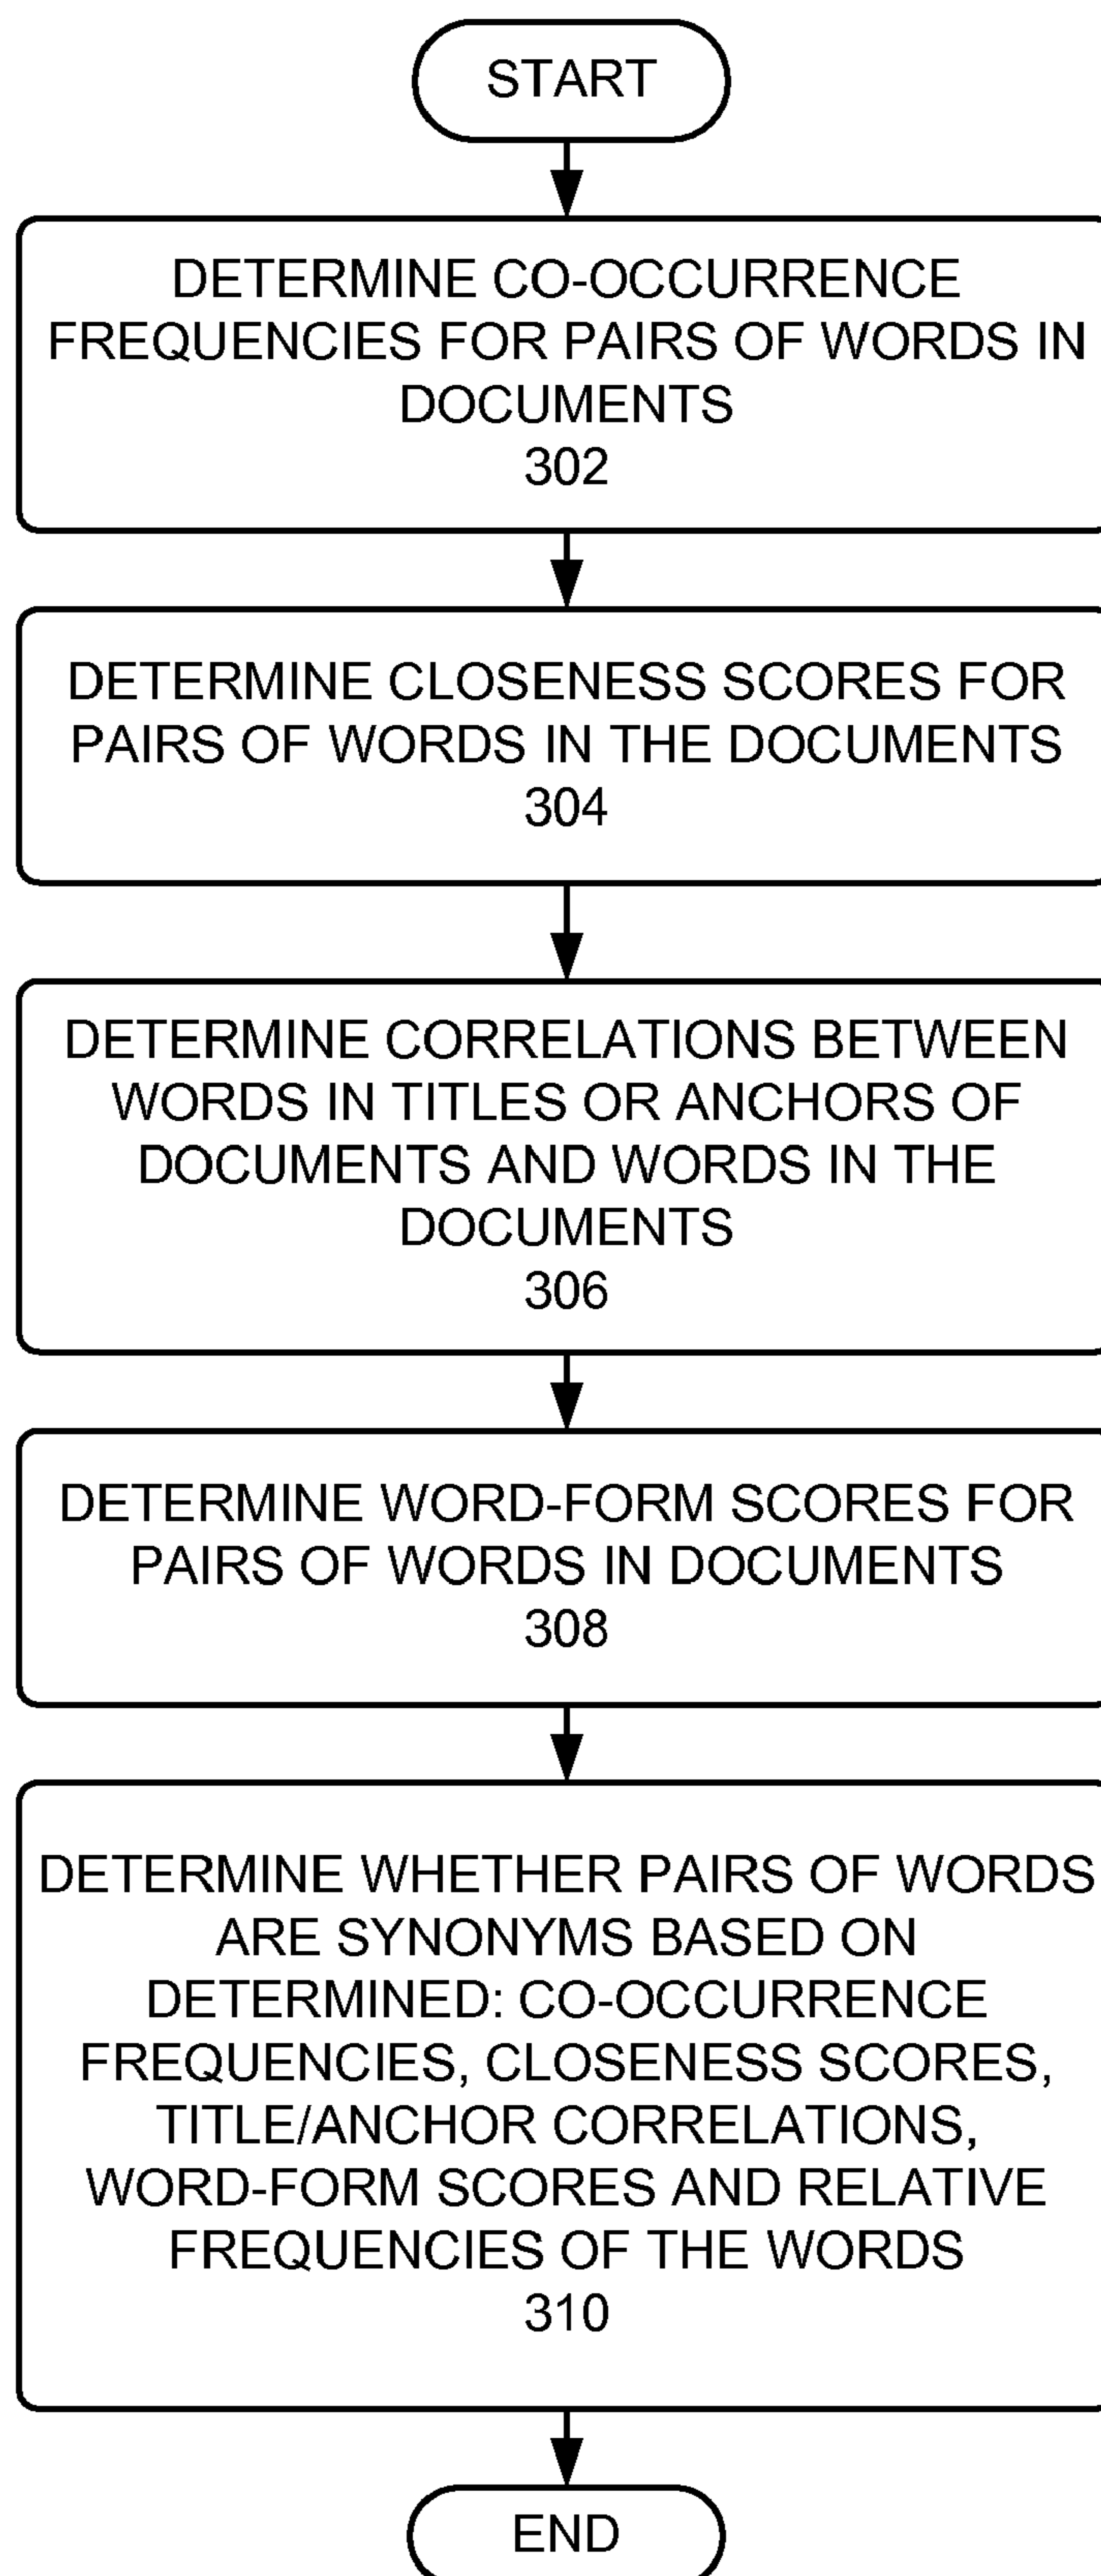 START
DETERMINE CO-OCCURRENCE
FREQUENCIES FOR PAIRS OF WORDS IN
DOCUMENTS
302
DETERMINE CLOSENESS SCORES FOR
PAIRS OF WORDS IN THE DOCUMENTS
304
DETERMINE CORRELATIONS BETWEEN
WORDS IN TITLES OR ANCHORS OF
DOCUMENTS AND WORDS IN THE
DOCUMENTS
306
DETERMINE WORD-FORM SCORES FOR
PAIRS OF WORDS IN DOCUMENTS
308
DETERMINE WHETHER PAIRS OF WORDS
ARE SYNONYMS BASED ON
DETERMINED: CO-OCCURRENCE
FREQUENCIES, CLOSENESS SCORES,
TITLE/ANCHOR CORRELATIONS,
WORD-FORM SCORES AND RELATIVE
FREQUENCIES OF THE WORDS
310
END